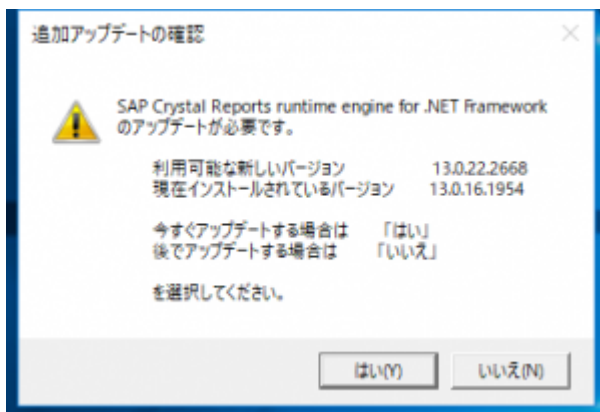 追加アップデートの確認
SAP Crystal Reports runtime engine for .NET Framework
のアップデートが必要です。
利用可能な新しいバージョン 13.0.22.2668
現在インストールされているバージョン 13.0.16.1954
今すぐアップデートする場合は 「はい」
後でアップデートする場合は 「いいえ」
を選択してください。
はい(Y) いいえ(N)